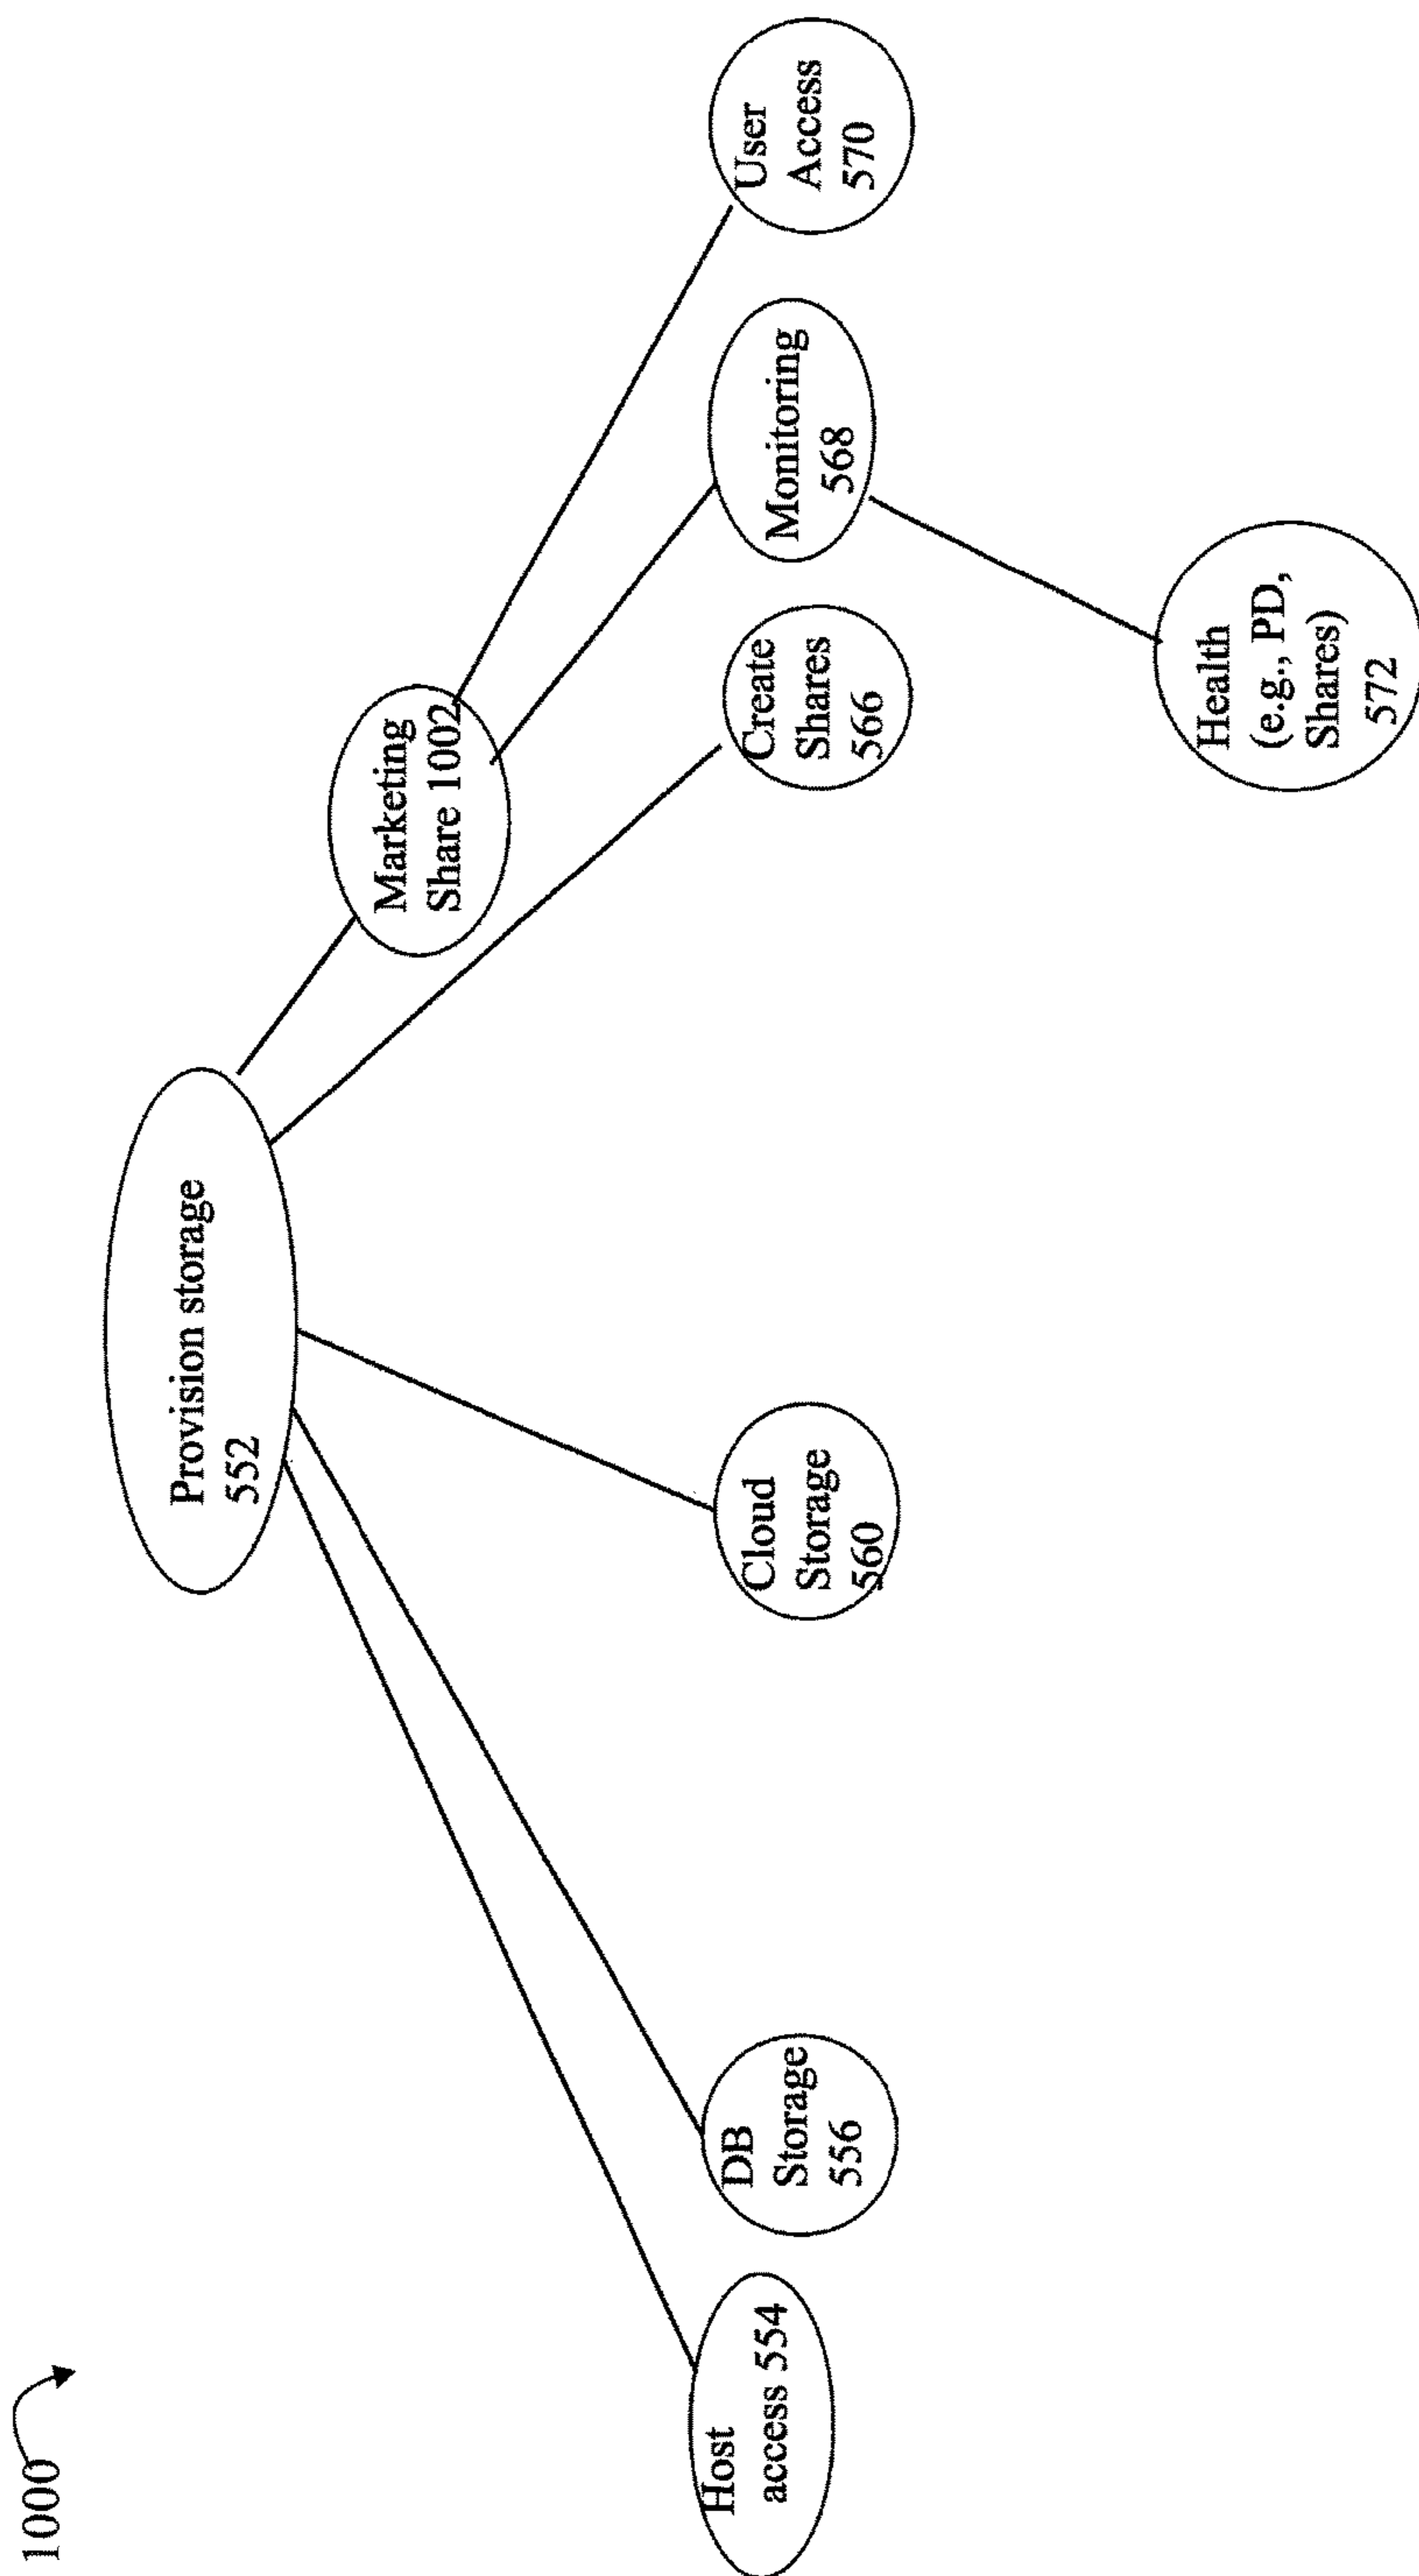 1000
Provision storage
552
Marketing
Share 1002
Host
access 554
DB
Storage
556
Cloud
Storage
560
Create
Shares
566
Monitoring
568
User
Access
570
Health
(e.g., PD,
Shares)
572